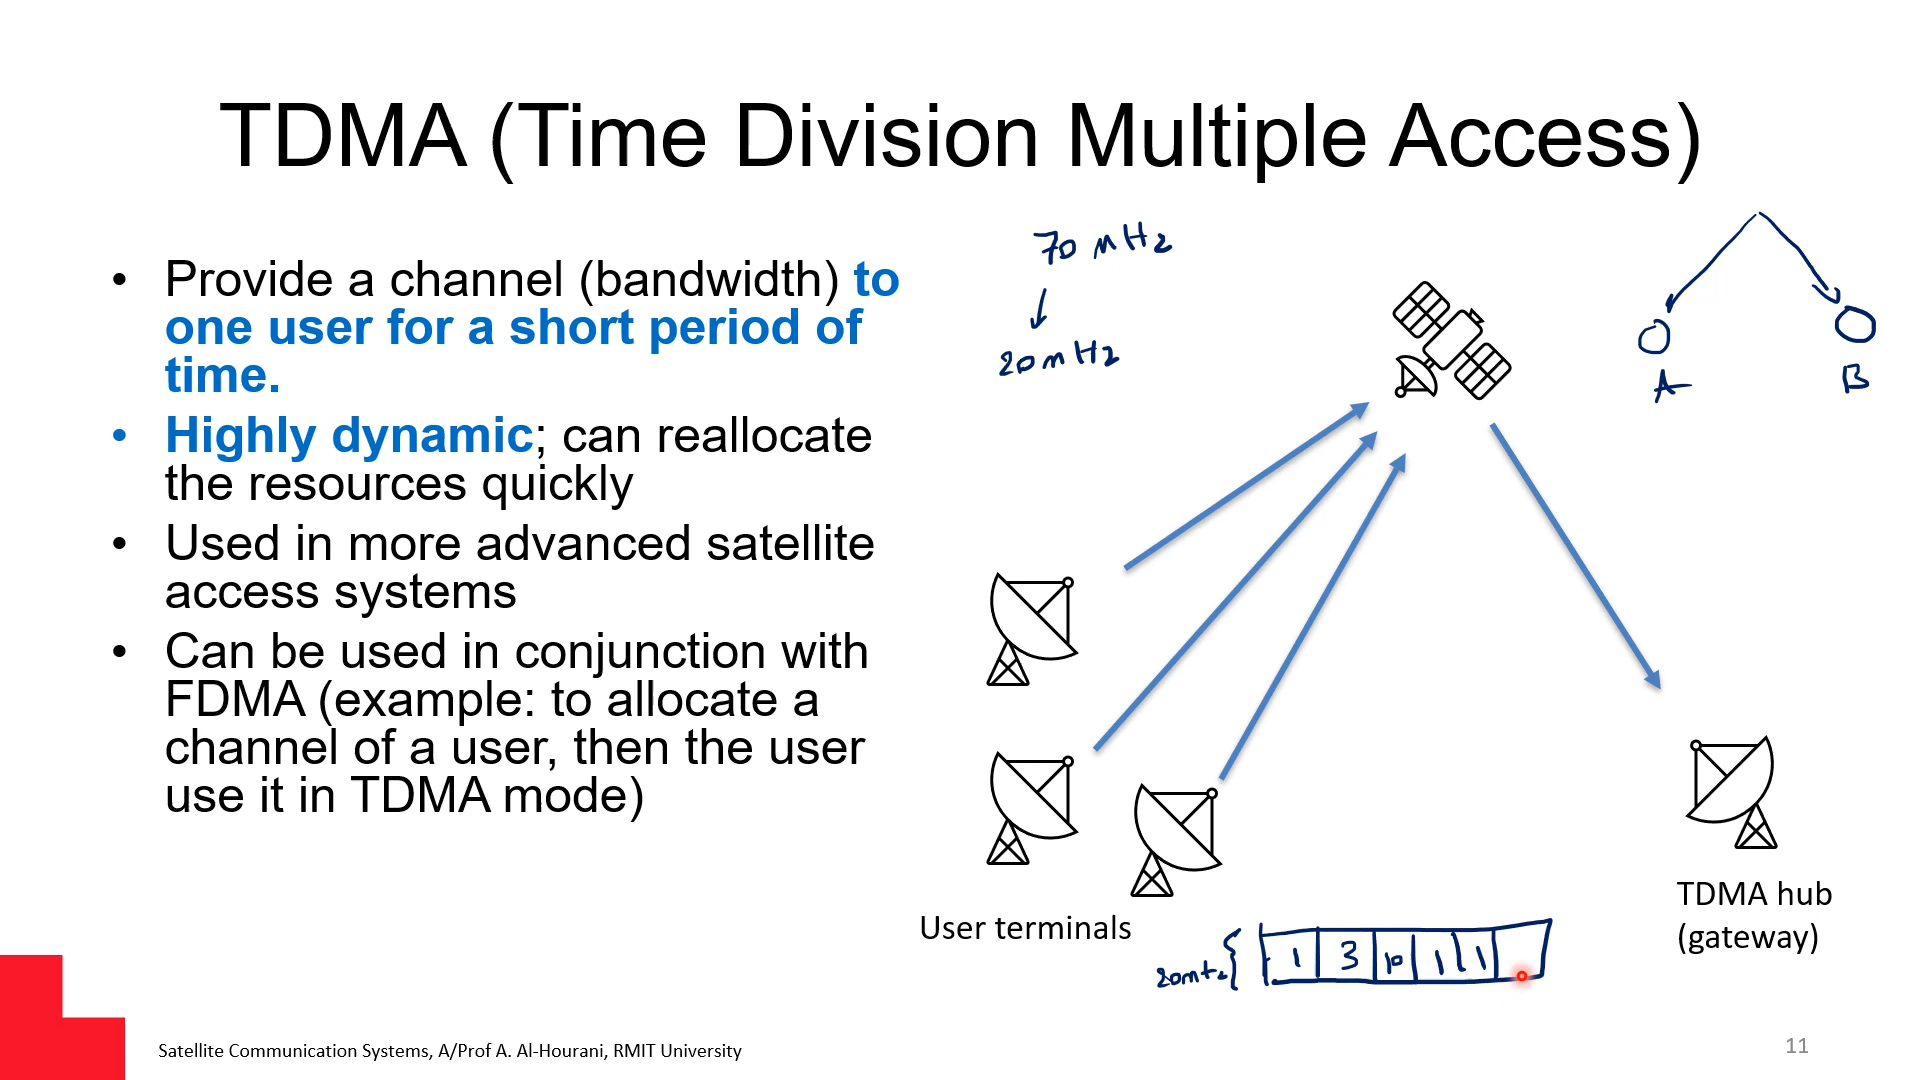 TDMA (Time Division Multiple Access)
• Provide a channel (bandwidth) to
one user for a short period of
time.
• Highly dynamic; can reallocate
the resources quickly
• Used in more advanced satellite
access systems
• Can be used in conjunction with
FDMA (example: to allocate a
channel of a user, then the user
use it in TDMA mode)
70 MHz
20 MHz
A
B
User terminals
TDMA hub
(gateway)
20 MHz
1 3 10 1 1
Satellite Communication Systems, A/Prof A. Al-Hourani, RMIT University
11